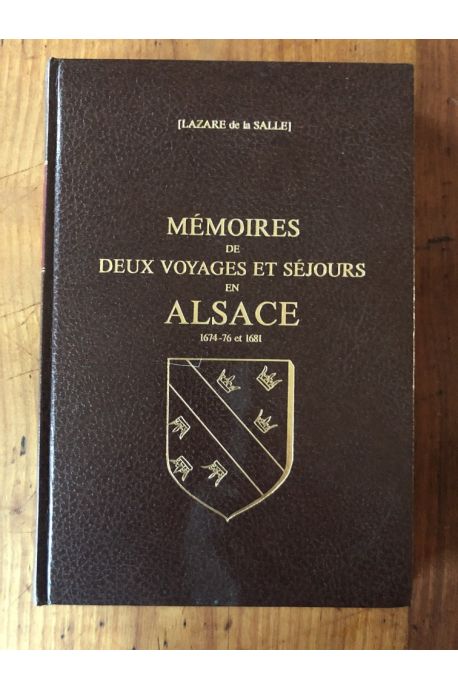 [LAZARE de la SALLE]
MÉMOIRES
DE
DEUX VOYAGES ET SÉJOURS
EN
ALSACE
1674-76 et 1681